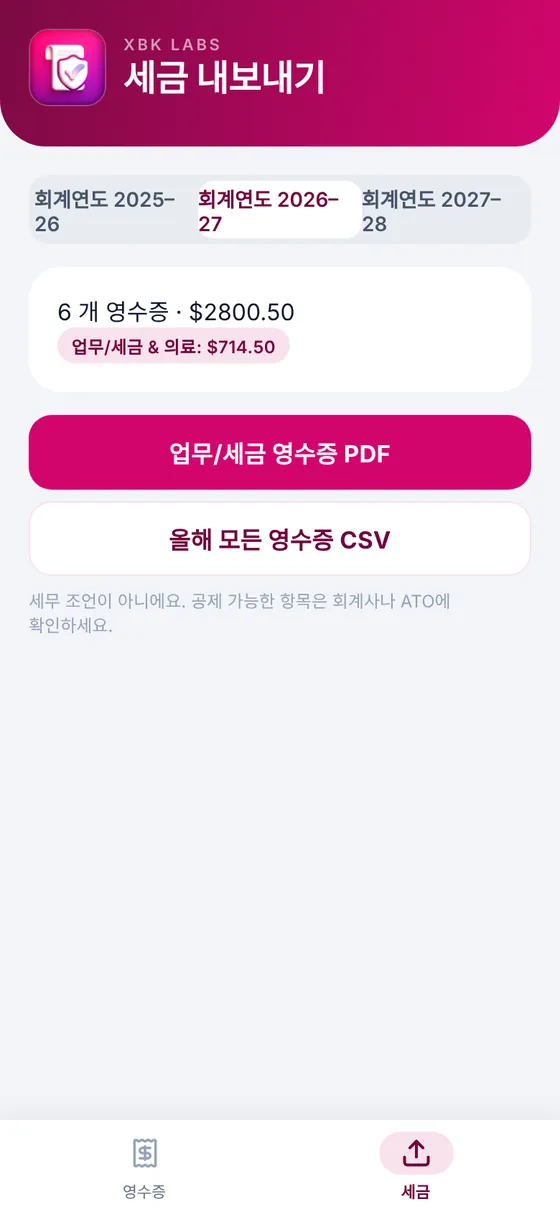 XBK LABS
세금 내보내기
회계연도 2025–
26
회계연도 2026–
27
회계연도 2027–
28
6 개 영수증 · $2800.50
업무/세금 & 의료: $714.50
업무/세금 영수증 PDF
올해 모든 영수증 CSV
세무 조언이 아니에요. 공제 가능한 항목은 회계사나 ATO에
확인하세요.
영수증
세금